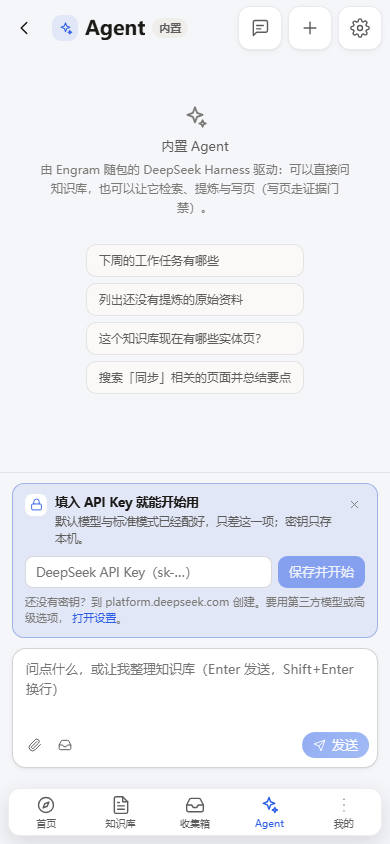 Agent 内置
内置 Agent
由 Engram 随包的 DeepSeek Harness 驱动：可以直接问
知识库，也可以让它检索、提炼与写页（写页走证据门
禁）。
下周的工作任务有哪些
列出还没有提炼的原始资料
这个知识库现在有哪些实体页？
搜索「同步」相关的页面并总结要点
填入 API Key 就能开始用
默认模型与标准模式已经配好，只差这一项；密钥只存
本机。
DeepSeek API Key（sk-...）
保存并开始
还没有密钥？到 platform.deepseek.com 创建。要用第三方模型或高
级选项，打开设置。
问点什么，或让我整理知识库（Enter 发送，Shift+Enter
换行）
发送
首页
知识库
收集箱
Agent
我的